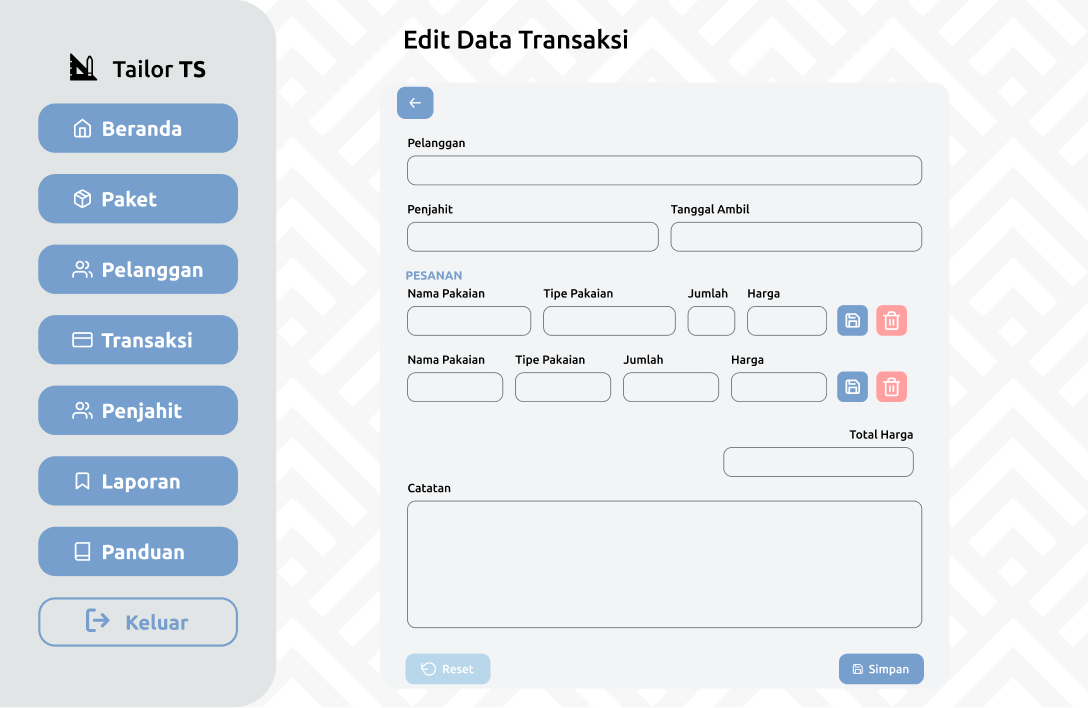 Tailor TS
Beranda
Paket
Pelanggan
Transaksi
Penjahit
Laporan
Panduan
Keluar
Edit Data Transaksi
Pelanggan
Penjahit Tanggal Ambil
PESANAN
Nama Pakaian Tipe Pakaian Jumlah Harga
Nama Pakaian Tipe Pakaian Jumlah Harga
Total Harga
Catatan
Reset Simpan